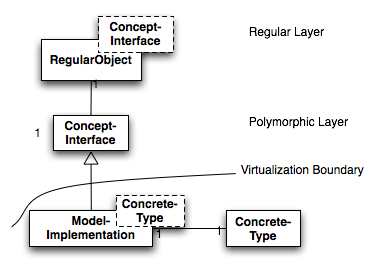 Concept-
Interface
Regular Layer
RegularObject
1
1
Concept-
Interface
Polymorphic Layer
Virtualization Boundary
Concrete-
Type
Model-
Implementation
1
1
Concrete-
Type